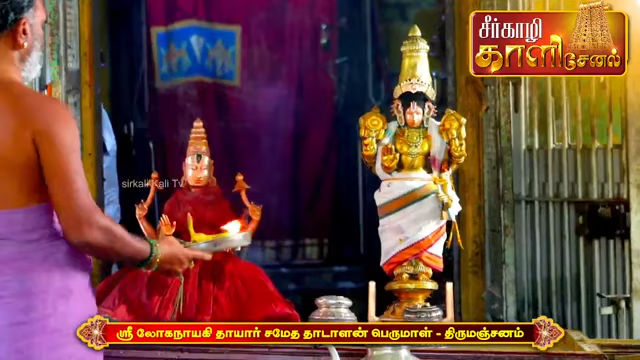 சீர்காழி
காளி சேனல்
sirkali Kali Tv
ஸ்ரீ லோகநாயகி தாயார் சமேத தாடாளன் பெருமாள் - திருமஞ்சனம்